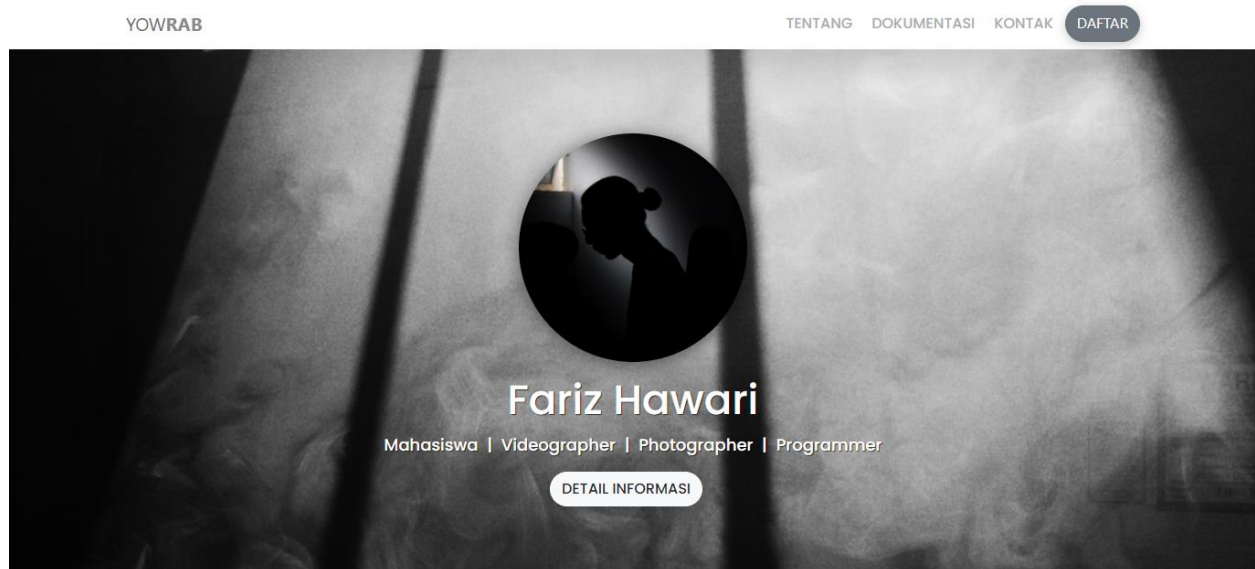 YOWRAB
TENTANG DOKUMENTASI KONTAK DAFTAR
Fariz Hawari
Mahasiswa | Videographer | Photographer | Programmer
DETAIL INFORMASI